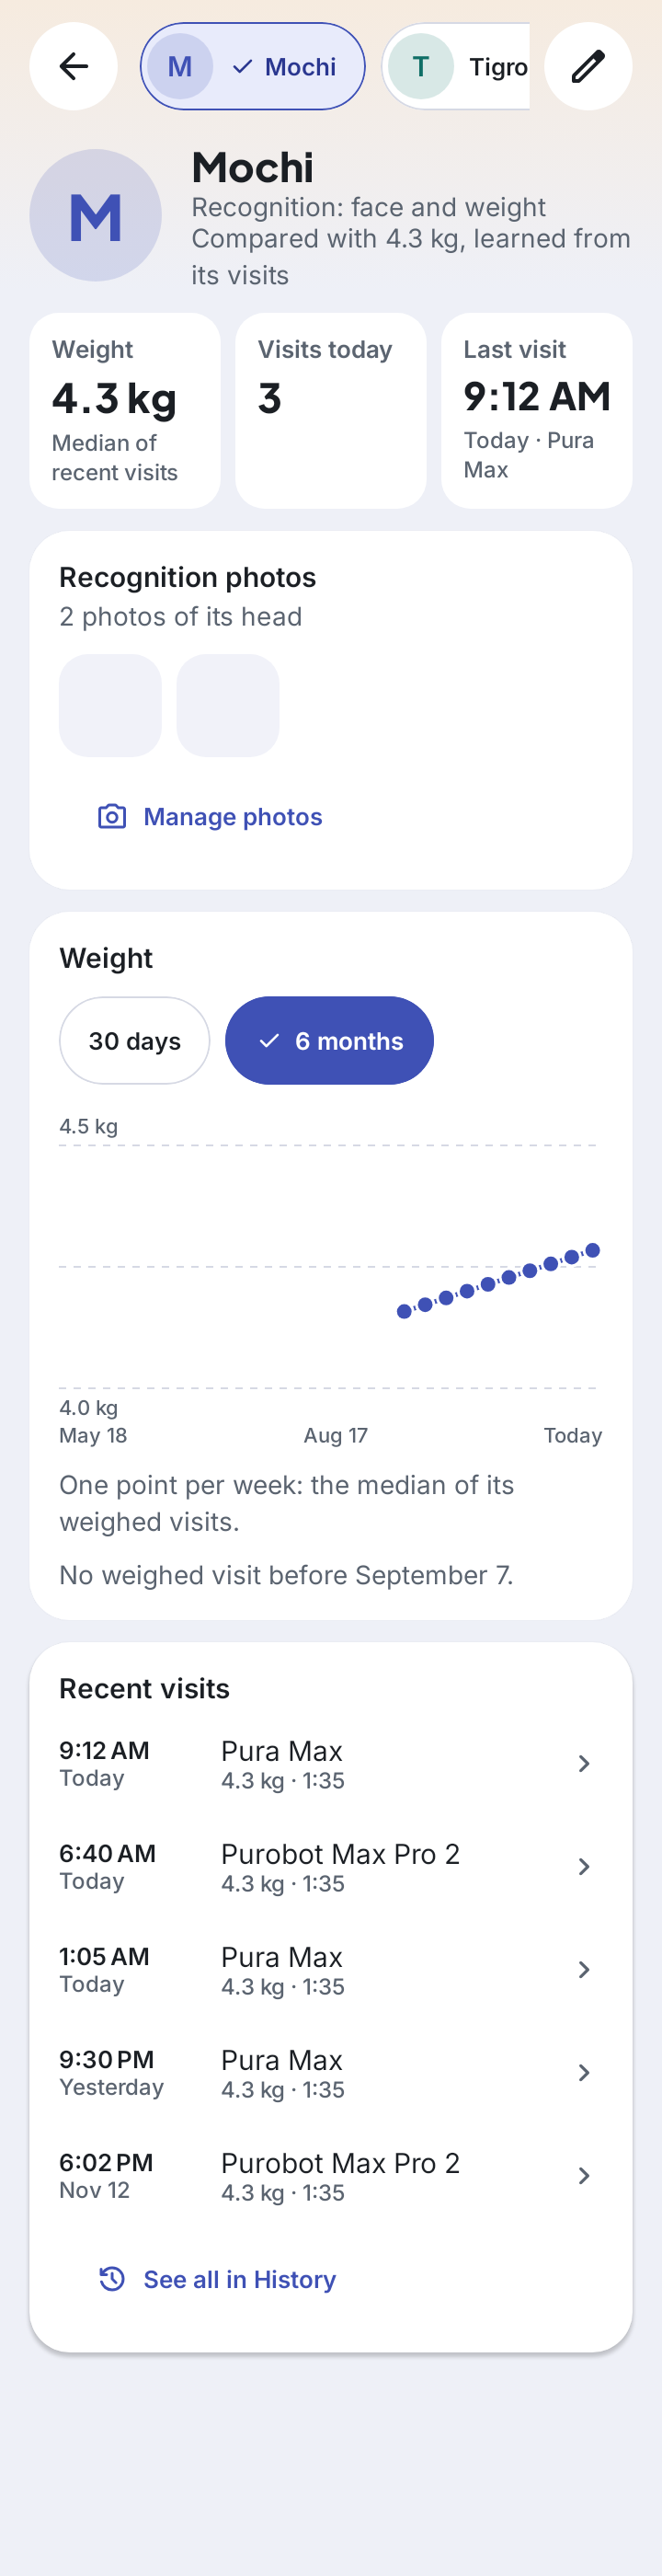 M
Mochi
T
Tigro
M
Mochi
Recognition: face and weight
Compared with 4.3 kg, learned from
its visits
Weight
4.3 kg
Median of
recent visits
Visits today
3
Last visit
9:12 AM
Today · Pura
Max
Recognition photos
2 photos of its head
Manage photos
Weight
30 days
6 months
4.5 kg
4.0 kg
May 18
Aug 17
Today
One point per week: the median of its
weighed visits.
No weighed visit before September 7.
Recent visits
9:12 AM
Today
Pura Max
4.3 kg · 1:35
6:40 AM
Today
Purobot Max Pro 2
4.3 kg · 1:35
1:05 AM
Today
Pura Max
4.3 kg · 1:35
9:30 PM
Yesterday
Pura Max
4.3 kg · 1:35
6:02 PM
Nov 12
Purobot Max Pro 2
4.3 kg · 1:35
See all in History